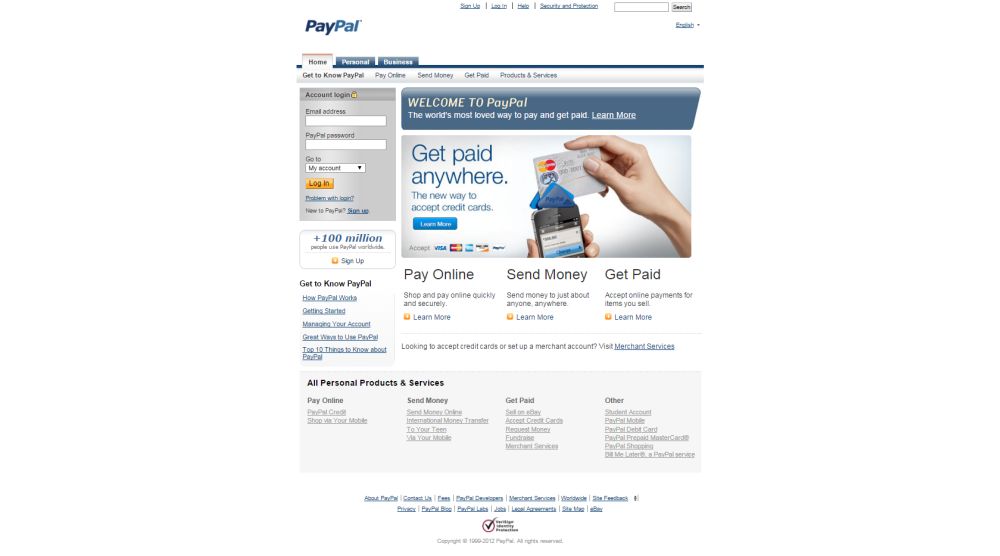 Sign Up | Log In | Help | Security and Protection Search
PayPal
English
Home Personal Business
Get to Know PayPal Pay Online Send Money Get Paid Products & Services
Account login
Email address
PayPal password
Go to
My account
Log In
Problem with login?
New to PayPal? Sign up.
+100 million
people use PayPal worldwide.
Sign Up
Get to Know PayPal
How PayPal Works
Getting Started
Managing Your Account
Great Ways to Use PayPal
Top 10 Things to Know about
PayPal
WELCOME TO PayPal
The world's most loved way to pay and get paid. Learn More
Get paid
anywhere.
The new way to
accept credit cards.
Learn More
Accept VISA PayPal
MasterCard
PayPal
Pay Online
Shop and pay online quickly
and securely.
Learn More
Send Money
Send money to just about
anyone, anywhere.
Learn More
Get Paid
Accept online payments for
items you sell.
Learn More
Looking to accept credit cards or set up a merchant account? Visit Merchant Services
All Personal Products & Services
Pay Online
PayPal Credit
Shop via Your Mobile
Send Money
Send Money Online
International Money Transfer
To Your Teen
Via Your Mobile
Get Paid
Sell on eBay
Accept Credit Cards
Request Money
Fundraise
Merchant Services
Other
Student Account
PayPal Mobile
PayPal Debit Card
PayPal Prepaid MasterCard®
PayPal Shopping
Bill Me Later®, a PayPal service
About PayPal | Contact Us | Fees | PayPal Developers | Merchant Services | Worldwide | Site Feedback [+]
Privacy | PayPal Blog | PayPal Labs | Jobs | Legal Agreements | Site Map | eBay
VeriSign
Identity
Protection
Copyright © 1999-2012 PayPal. All rights reserved.